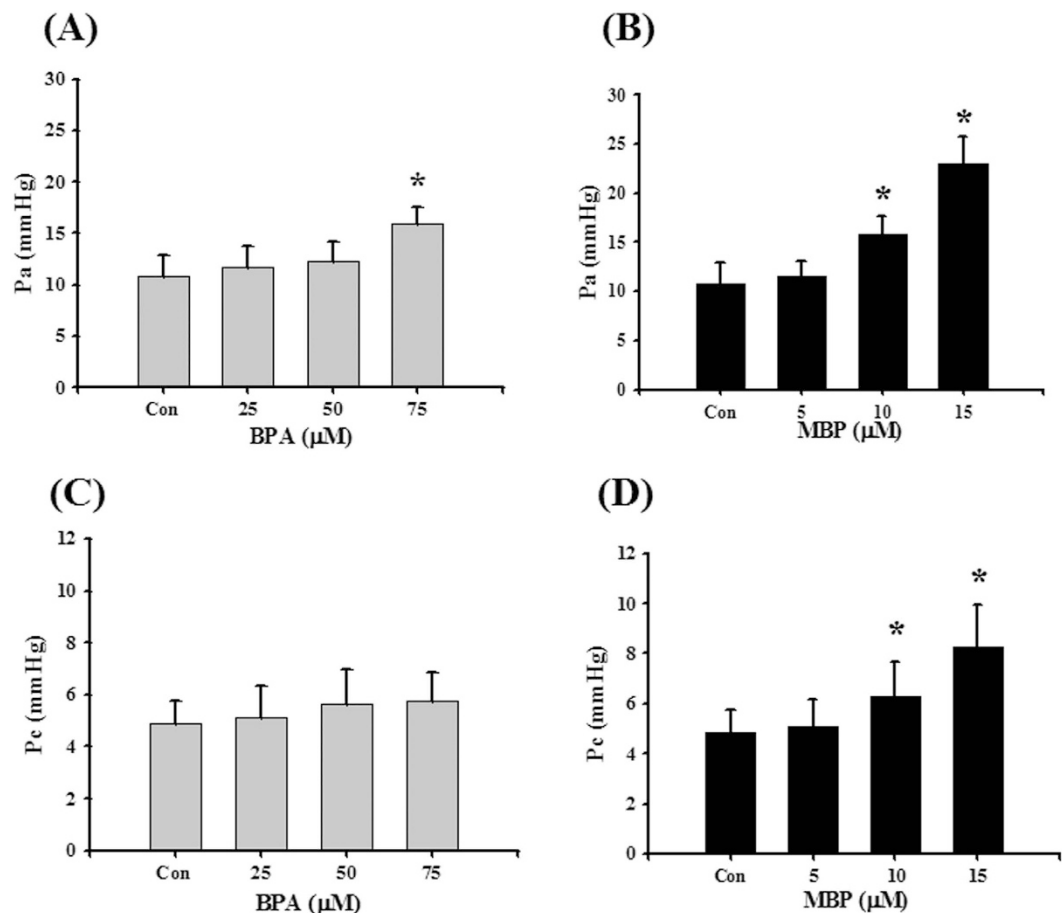 (A)
30
25
20
15
10
5
0
Pa (mmHg)
*
Con 25 50 75
BPA (μM)
(B)
30
25
20
15
10
5
0
Pa (mmHg)
* *
Con 5 10 15
MBP (μM)
(C)
12
10
8
6
4
2
0
Pc (mmHg)
Con 25 50 75
BPA (μM)
(D)
12
10
8
6
4
2
0
Pc (mmHg)
* *
Con 5 10 15
MBP (μM)